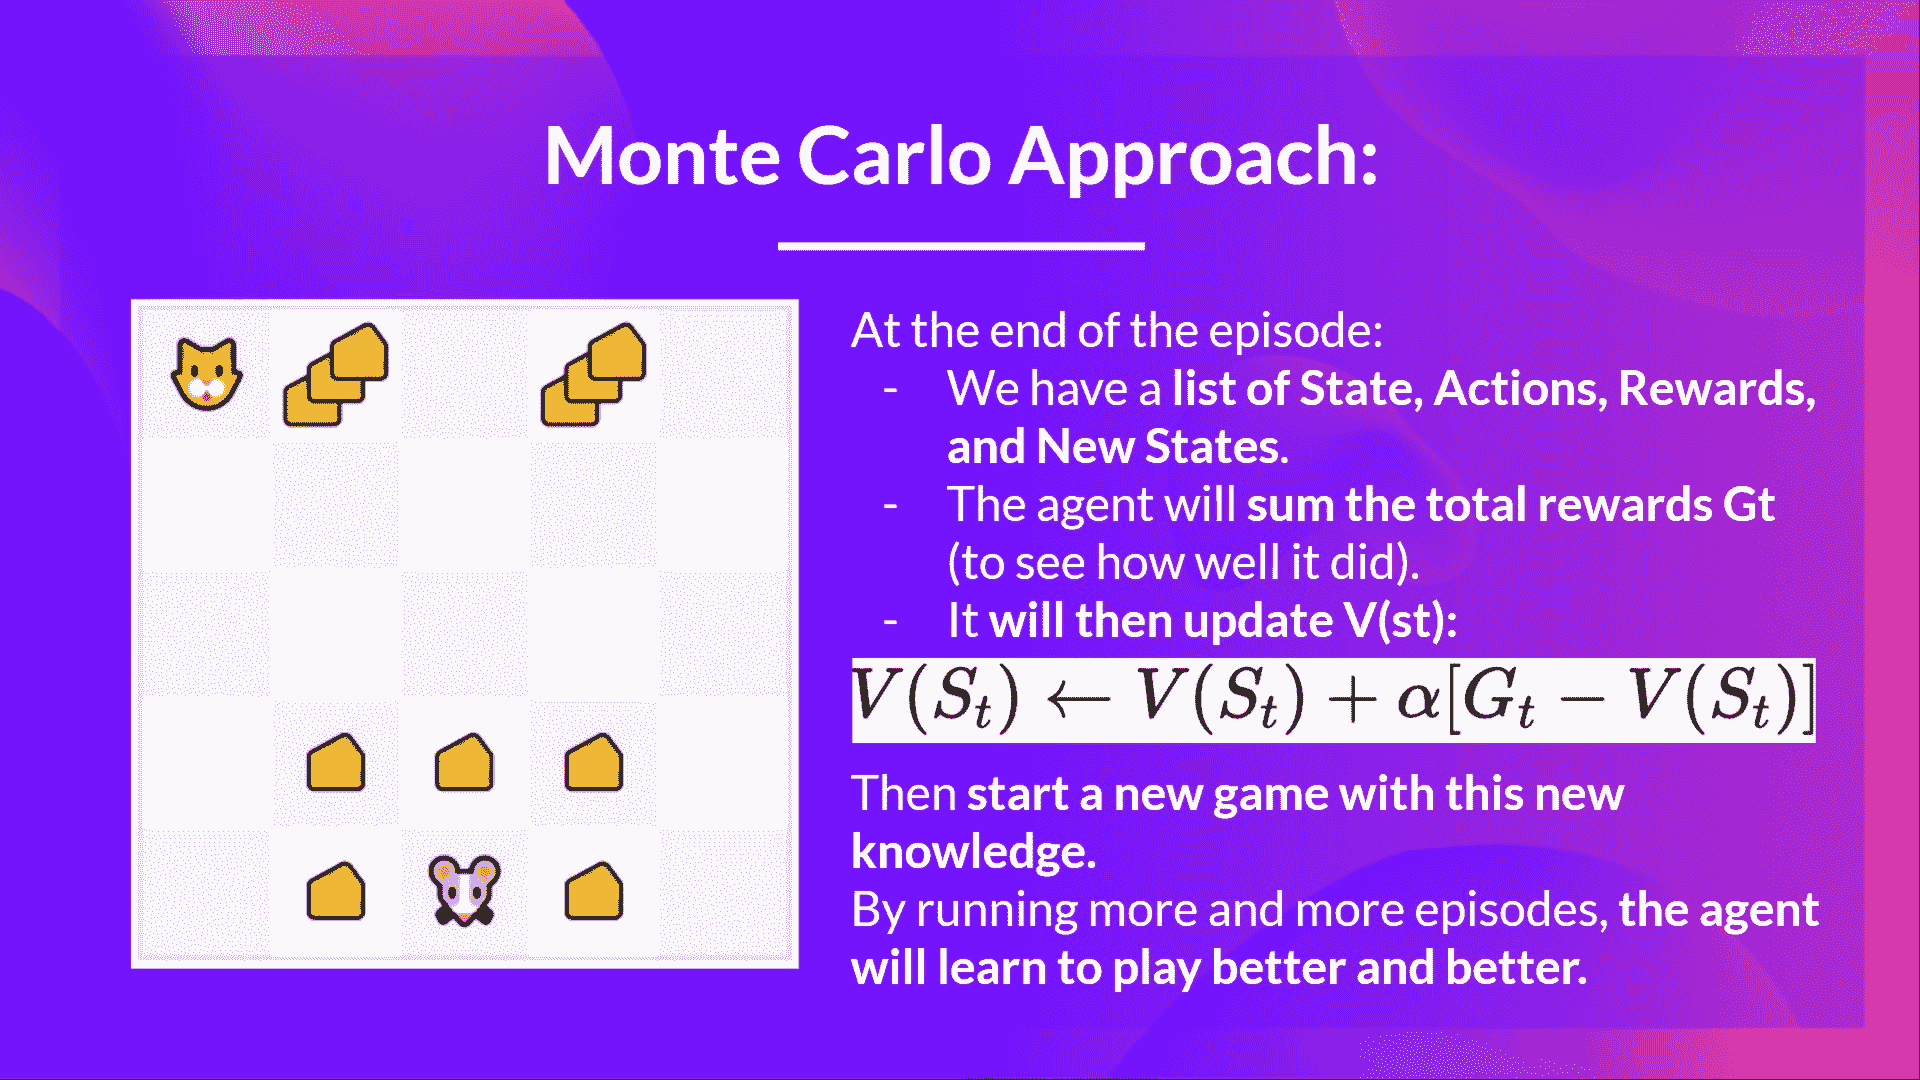 Monte Carlo Approach:
At the end of the episode:
- We have a list of State, Actions, Rewards,
and New States.
- The agent will sum the total rewards Gt
(to see how well it did).
- It will then update V(st):
V(S_t) ← V(S_t) + α[G_t − V(S_t)]
Then start a new game with this new
knowledge.
By running more and more episodes, the agent
will learn to play better and better.